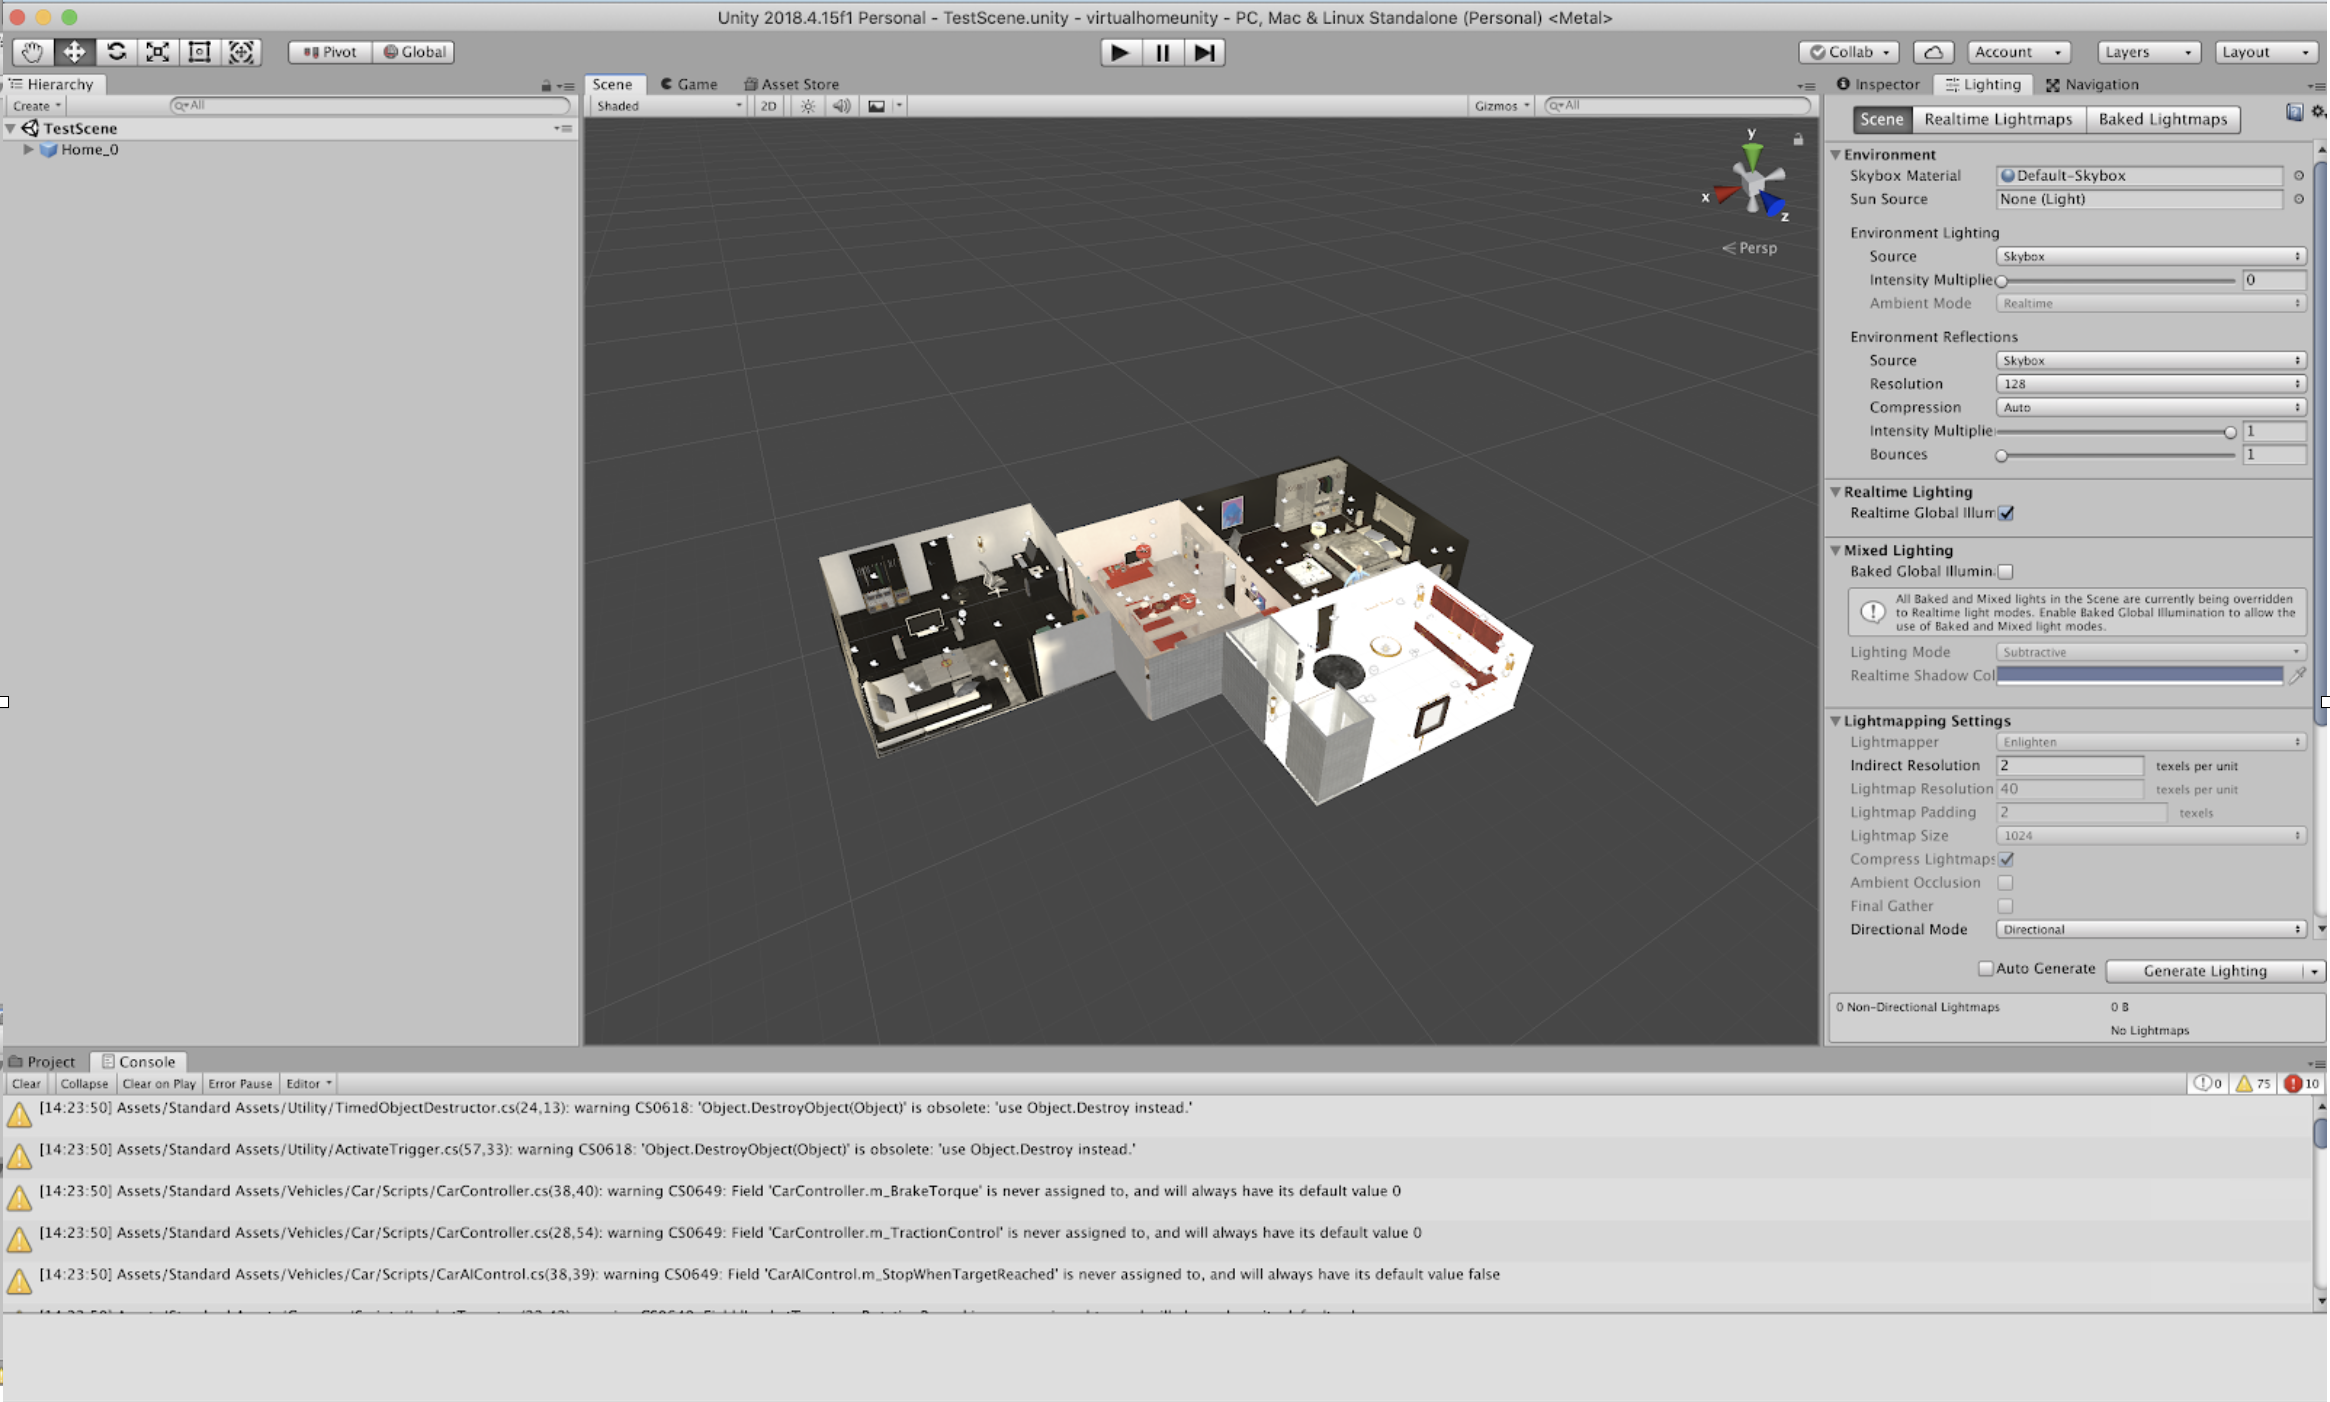 Unity 2018.4.15f1 Personal - TestScene.unity - virtualhomeunity - PC, Mac & Linux Standalone (Personal) <Metal>
Pivot Global Collab Account Layers Layout
Hierarchy
Create All
TestScene
Home_0
Scene Game Asset Store
Shaded 2D Gizmos All
y
x
z
Persp
Inspector Lighting Navigation
Scene Realtime Lightmaps Baked Lightmaps
Environment
Skybox Material Default-Skybox
Sun Source None (Light)
Environment Lighting
Source Skybox
Intensity Multiplie 0
Ambient Mode Realtime
Environment Reflections
Source Skybox
Resolution 128
Compression Auto
Intensity Multiplie 1
Bounces 1
Realtime Lighting
Realtime Global Illum
Mixed Lighting
Baked Global Illumin
All Baked and Mixed lights in the Scene are currently being overridden
to Realtime light modes. Enable Baked Global Illumination to allow the
use of Baked and Mixed light modes.
Lighting Mode Subtractive
Realtime Shadow Col
Lightmapping Settings
Lightmapper Enlighten
Indirect Resolution 2 texels per unit
Lightmap Resolution 40 texels per unit
Lightmap Padding 2 texels
Lightmap Size 1024
Compress Lightmaps
Ambient Occlusion
Final Gather
Directional Mode Directional
Auto Generate Generate Lighting
0 Non-Directional Lightmaps 0 B
No Lightmaps
Project Console
Clear Collapse Clear on Play Error Pause Editor 0 75 10
[14:23:50] Assets/Standard Assets/Utility/TimedObjectDestructor.cs(24,13): warning CS0618: 'Object.DestroyObject(Object)' is obsolete: 'use Object.Destroy instead.'
[14:23:50] Assets/Standard Assets/Utility/ActivateTrigger.cs(57,33): warning CS0618: 'Object.DestroyObject(Object)' is obsolete: 'use Object.Destroy instead.'
[14:23:50] Assets/Standard Assets/Vehicles/Car/Scripts/CarController.cs(38,40): warning CS0649: Field 'CarController.m_BrakeTorque' is never assigned to, and will always have its default value 0
[14:23:50] Assets/Standard Assets/Vehicles/Car/Scripts/CarController.cs(28,54): warning CS0649: Field 'CarController.m_TractionControl' is never assigned to, and will always have its default value 0
[14:23:50] Assets/Standard Assets/Vehicles/Car/Scripts/CarAIControl.cs(38,39): warning CS0649: Field 'CarAIControl.m_StopWhenTargetReached' is never assigned to, and will always have its default value false